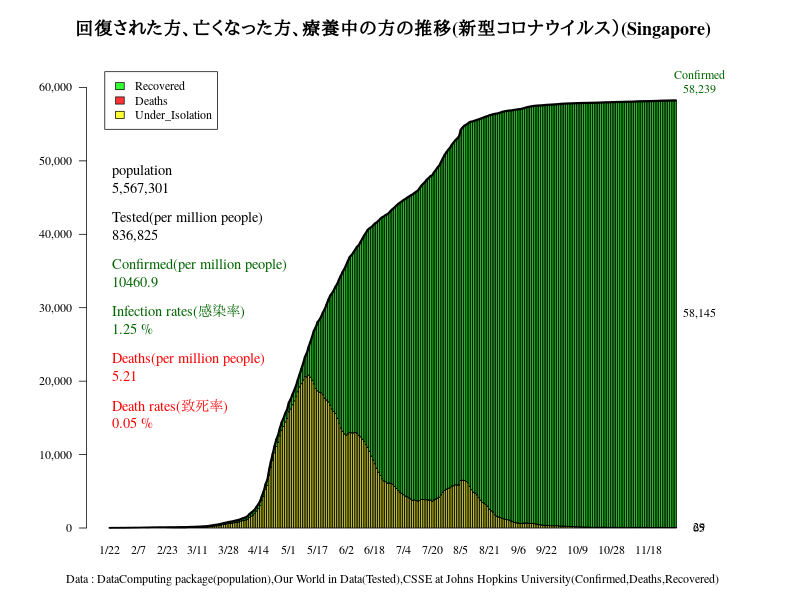 回復された方、亡くなった方、療養中の方の推移(新型コロナウイルス)(Singapore)
Confirmed
58,239
Recovered
Deaths
Under_Isolation
population
5,567,301
Tested(per million people)
836,825
Confirmed(per million people)
10460.9
Infection rates(感染率)
1.25 %
Deaths(per million people)
5.21
Death rates(致死率)
0.05 %
60,000
50,000
40,000
30,000
20,000
10,000
0
58,145
1/22 2/7 2/23 3/11 3/28 4/14 5/1 5/17 6/2 6/18 7/4 7/20 8/5 8/21 9/6 9/22 10/9 10/28 11/18
Data : DataComputing package(population),Our World in Data(Tested),CSSE at Johns Hopkins University(Confirmed,Deaths,Recovered)